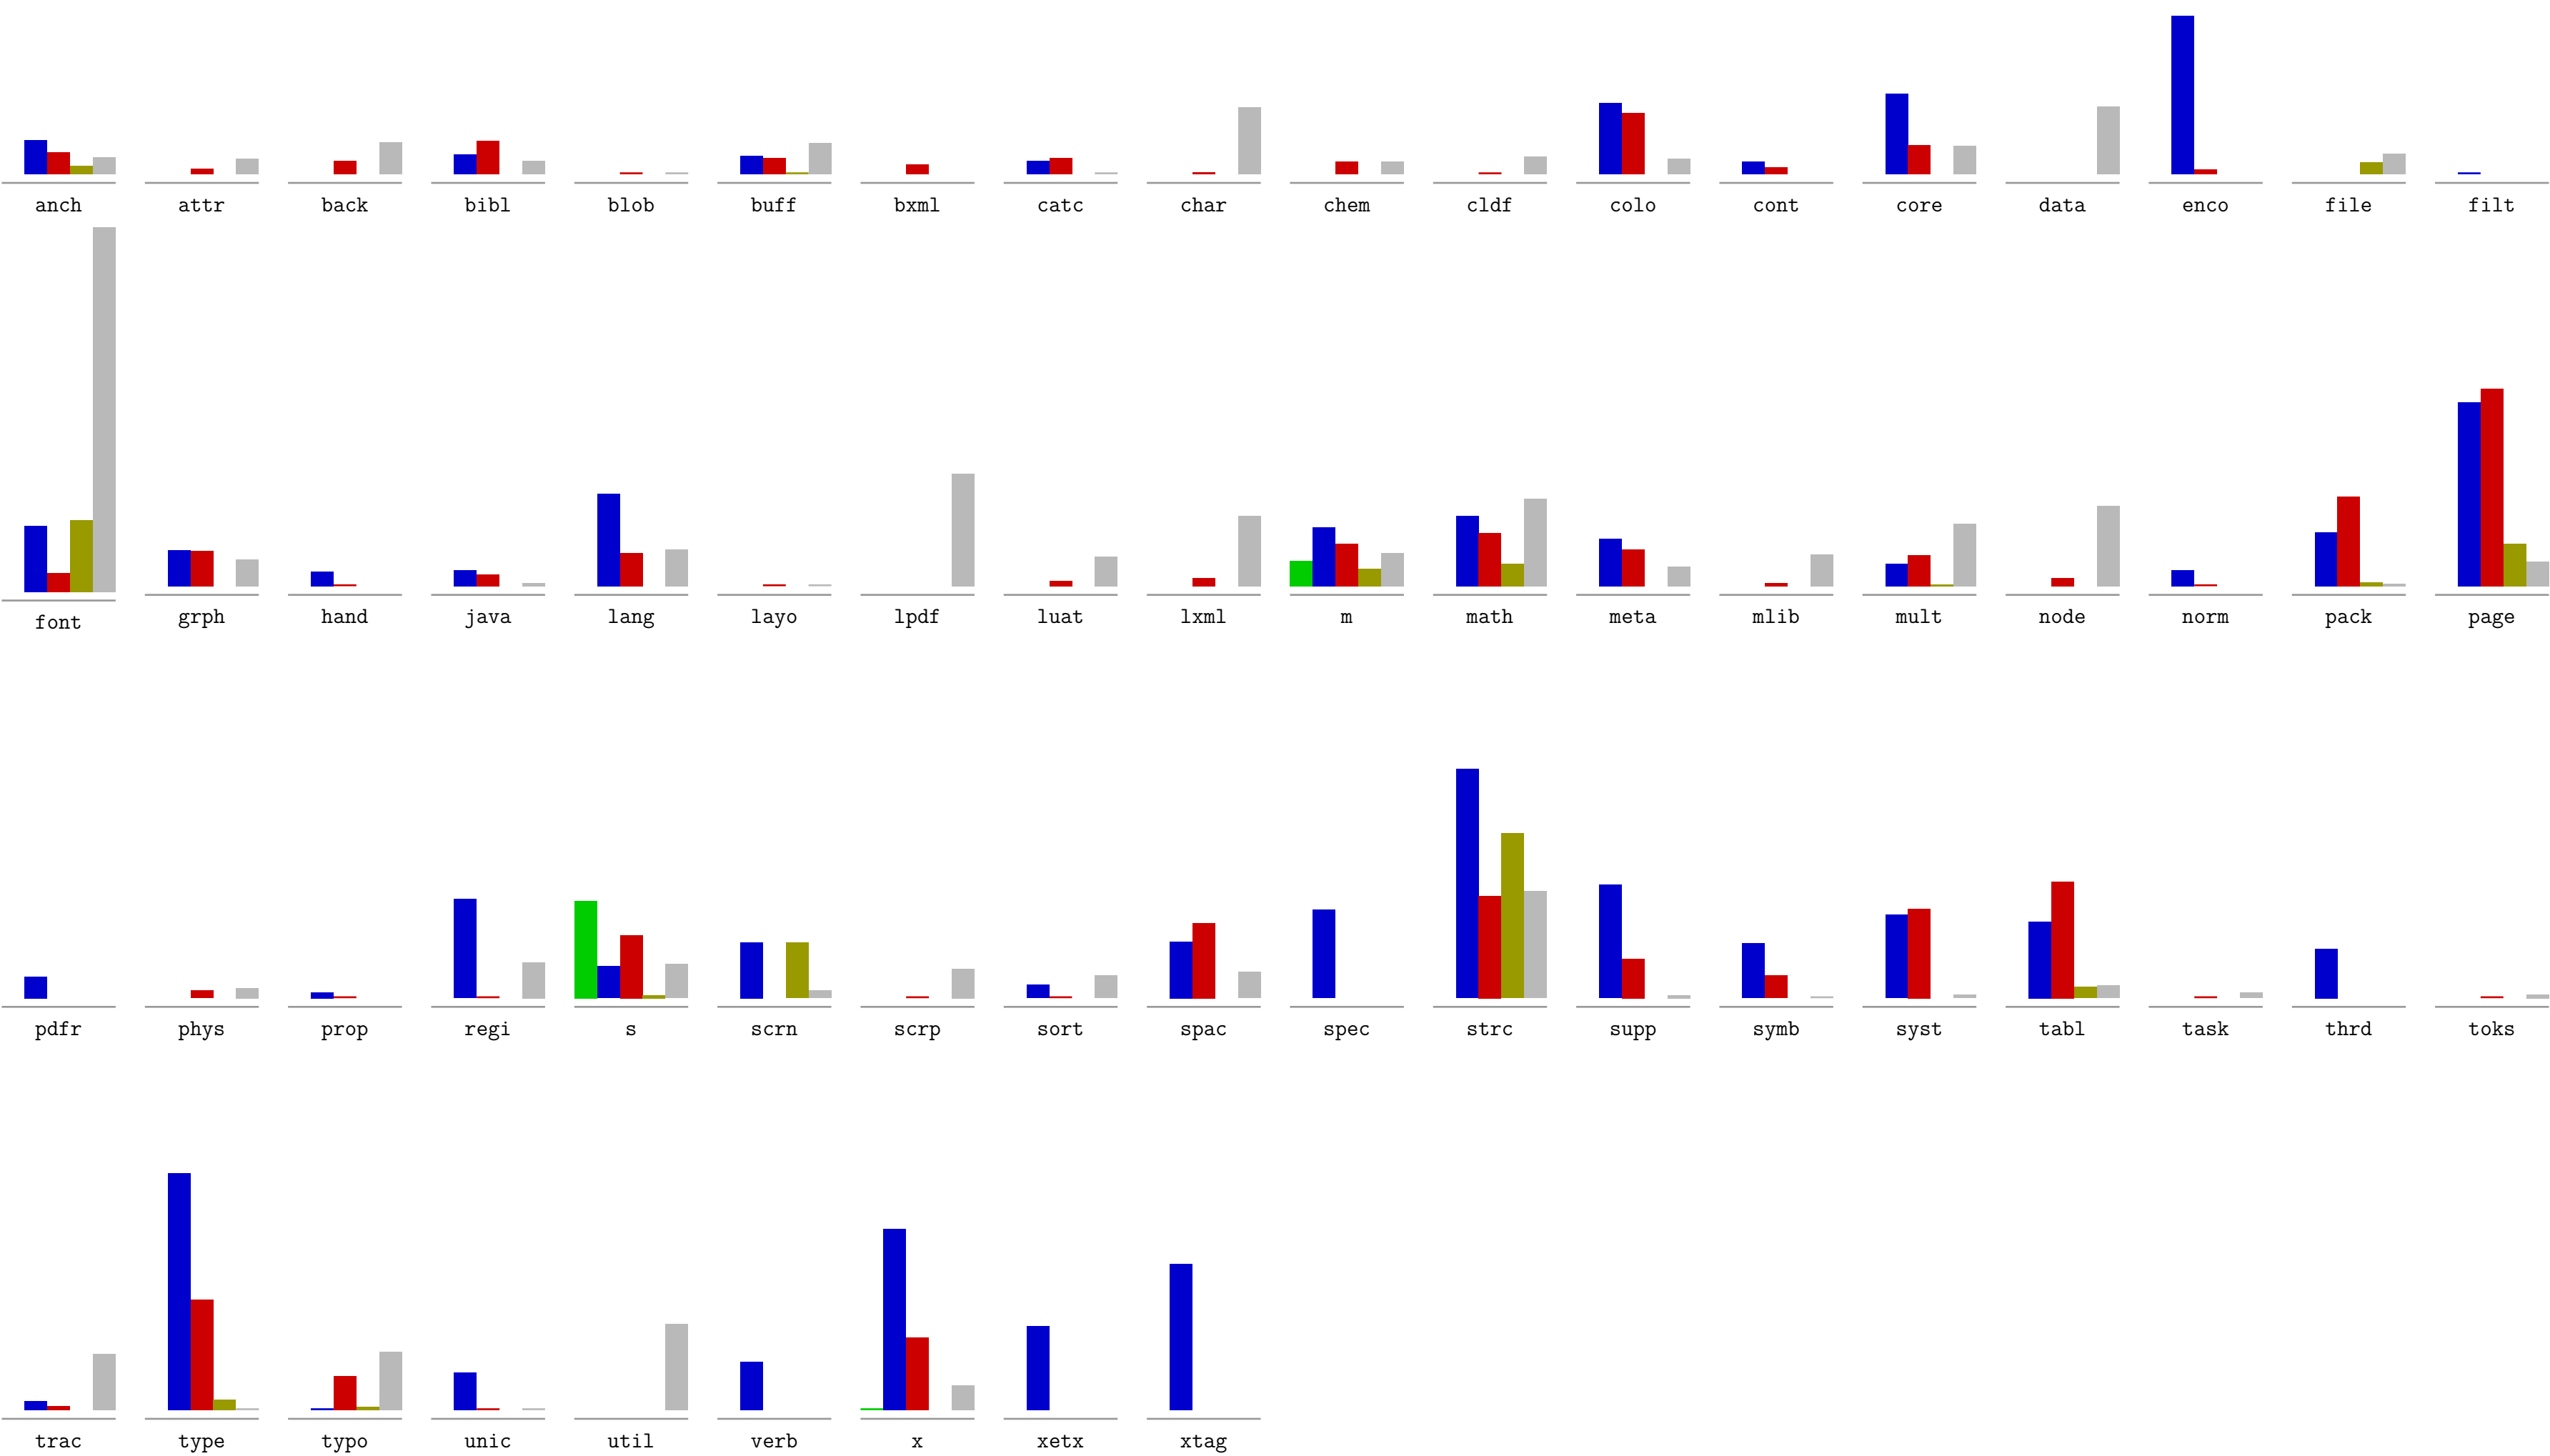 anch attr back bibl blob buff bxml catc char chem cldf colo cont core data enco file filt
font grph hand java lang layo lpdf luat lxml m math meta mlib mult node norm pack page
pdfr phys prop regi s scrn scrp sort spac spec strc supp symb syst tabl task thrd toks
trac type typo unic util verb x xetx xtag